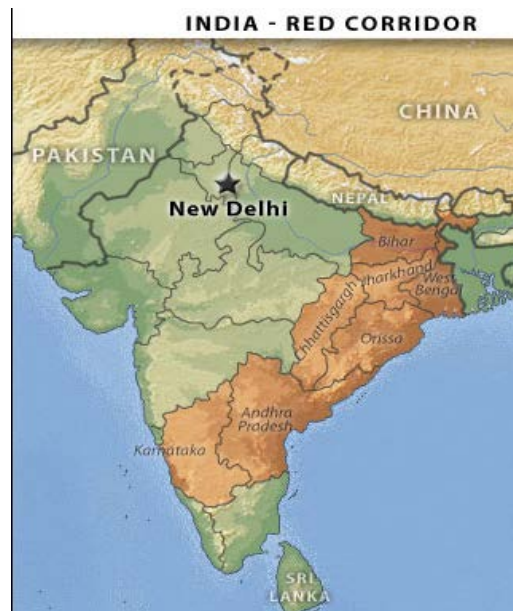 INDIA - RED CORRIDOR
CHINA
PAKISTAN
NEPAL
New Delhi
Bihar
Jharkhand
West
Bengal
Chhattisgarh
Orissa
Andhra
Pradesh
Karnataka
SRI
LANKA